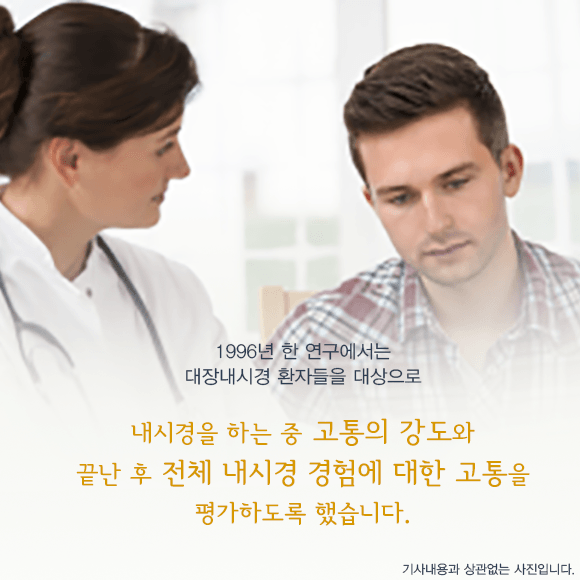 1996년 한 연구에서는
대장내시경 환자들을 대상으로
내시경을 하는 중 고통의 강도와
끝난 후 전체 내시경 경험에 대한 고통을
평가하도록 했습니다.
기사내용과 상관없는 사진입니다.